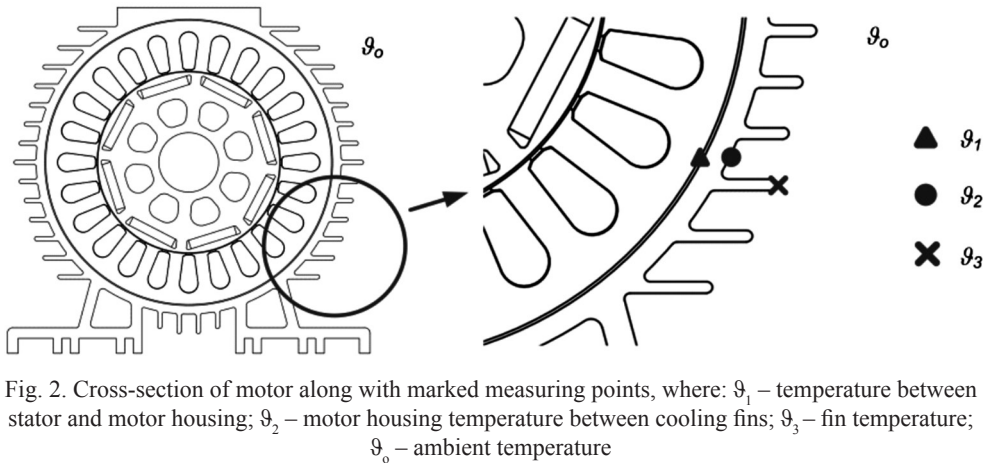 ϑₒ
ϑₒ
ϑ₁
ϑ₂
ϑ₃
Fig. 2. Cross-section of motor along with marked measuring points, where: ϑ₁ – temperature between
stator and motor housing; ϑ₂ – motor housing temperature between cooling fins; ϑ₃ – fin temperature;
ϑₒ – ambient temperature